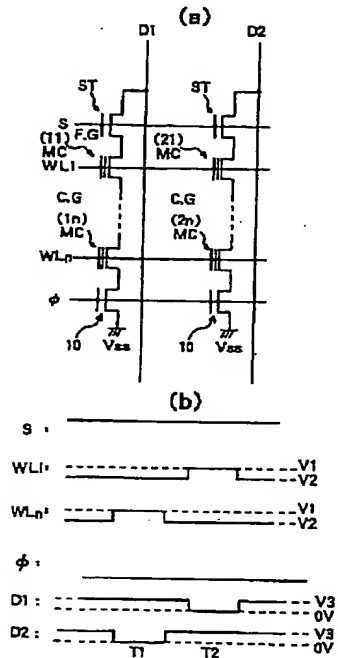 (a)
D1 D2
ST ST
S
F.G
(11) (21)
MC MC
WL1
C.G C.G
(1n) (2n)
MC MC
WLn
φ
10 Vss 10 Vss
(b)
S :
WL1: V1
V2
WLn: V1
V2
φ :
D1 : V3
0V
D2 : V3
T1 T2 0V